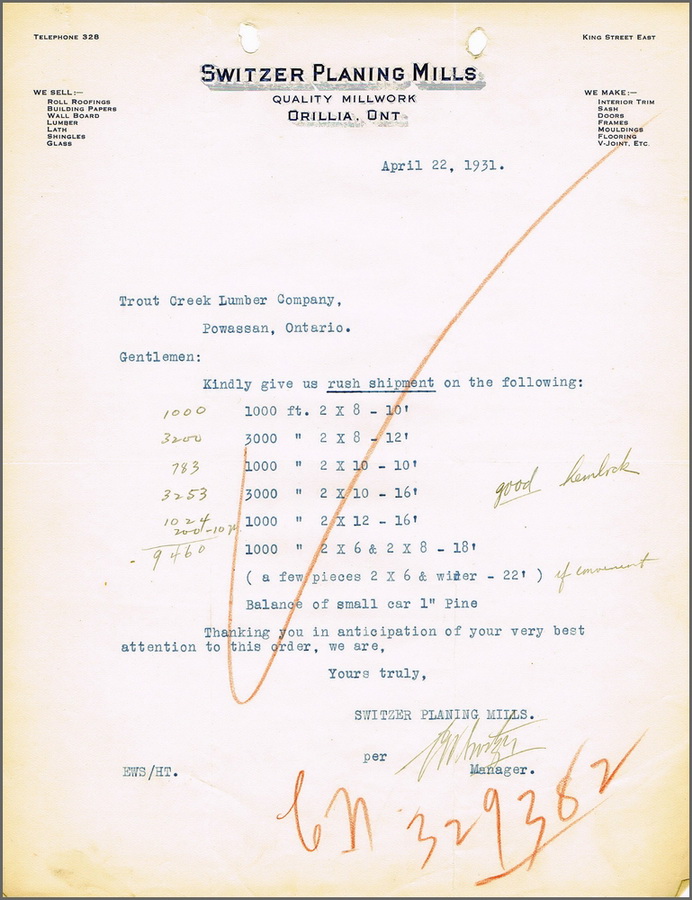 TELEPHONE 328
KING STREET EAST
SWITZER PLANING MILLS
QUALITY MILLWORK
ORILLIA, ONT
WE SELL:—
ROLL ROOFINGS
BUILDING PAPERS
WALL BOARD
LUMBER
LATH
SHINGLES
GLASS
WE MAKE:—
INTERIOR TRIM
SASH
DOORS
FRAMES
MOULDINGS
FLOORING
V-JOINT, ETC.
April 22, 1931.
Trout Creek Lumber Company,
Powassan, Ontario.
Gentlemen:
Kindly give us rush shipment on the following:
1000 1000 ft. 2 X 8 - 10'
3200 3000 " 2 X 8 - 12'
783 1000 " 2 X 10 - 10'
3253 3000 " 2 X 10 - 16'
good hemlock
1024 1000 " 2 X 12 - 16'
200-
9460 1000 " 2 X 6 & 2 X 8 - 18'
( a few pieces 2 X 6 & wider - 22' ) if convenient
Balance of small car 1" Pine
Thanking you in anticipation of your very best
attention to this order, we are,
Yours truly,
SWITZER PLANING MILLS.
per
EWS/HT. Manager.
CN 329382